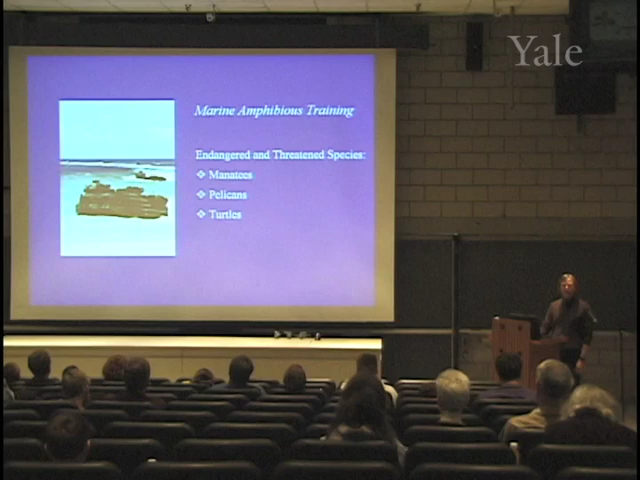 Yale
Marine Amphibious Training
Endangered and Threatened Species:
❖ Manatees
❖ Pelicans
❖ Turtles